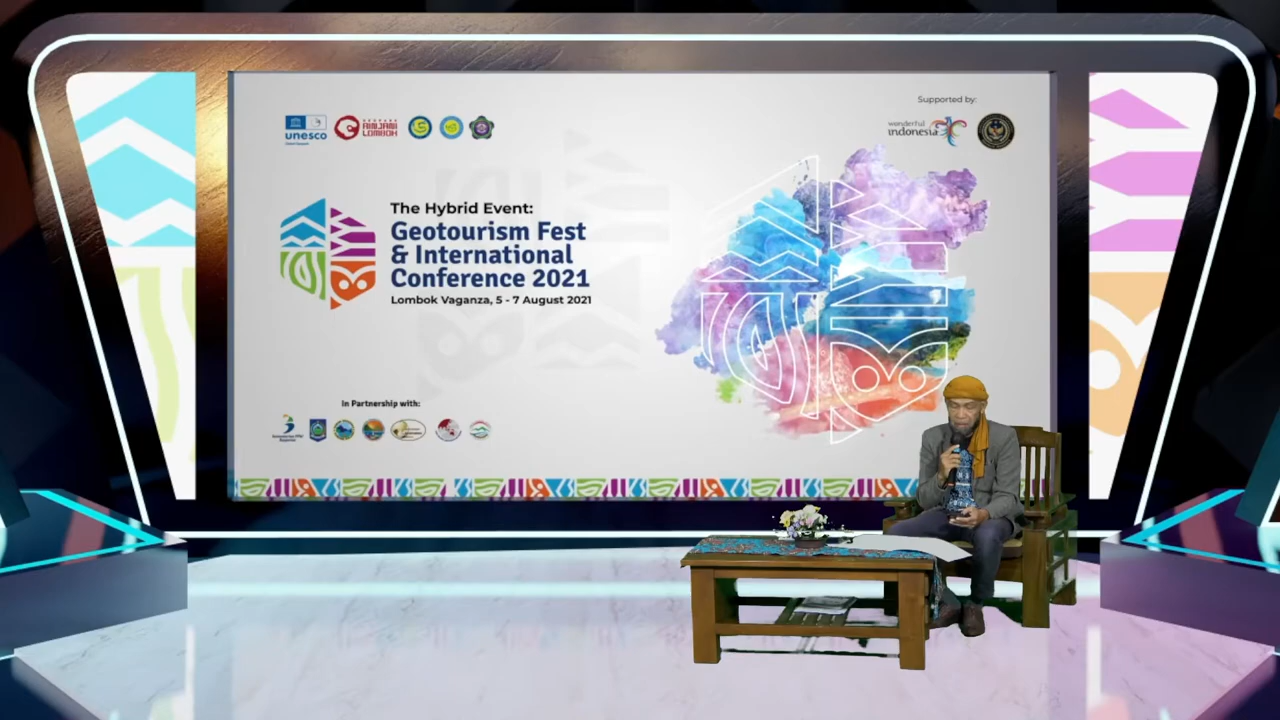 Supported by:
unesco
GEOPARK
RINJANI
LOMBOK
wonderful
indonesia
The Hybrid Event:
Geotourism Fest
& International
Conference 2021
Lombok Vaganza, 5 - 7 August 2021
In Partnership with: